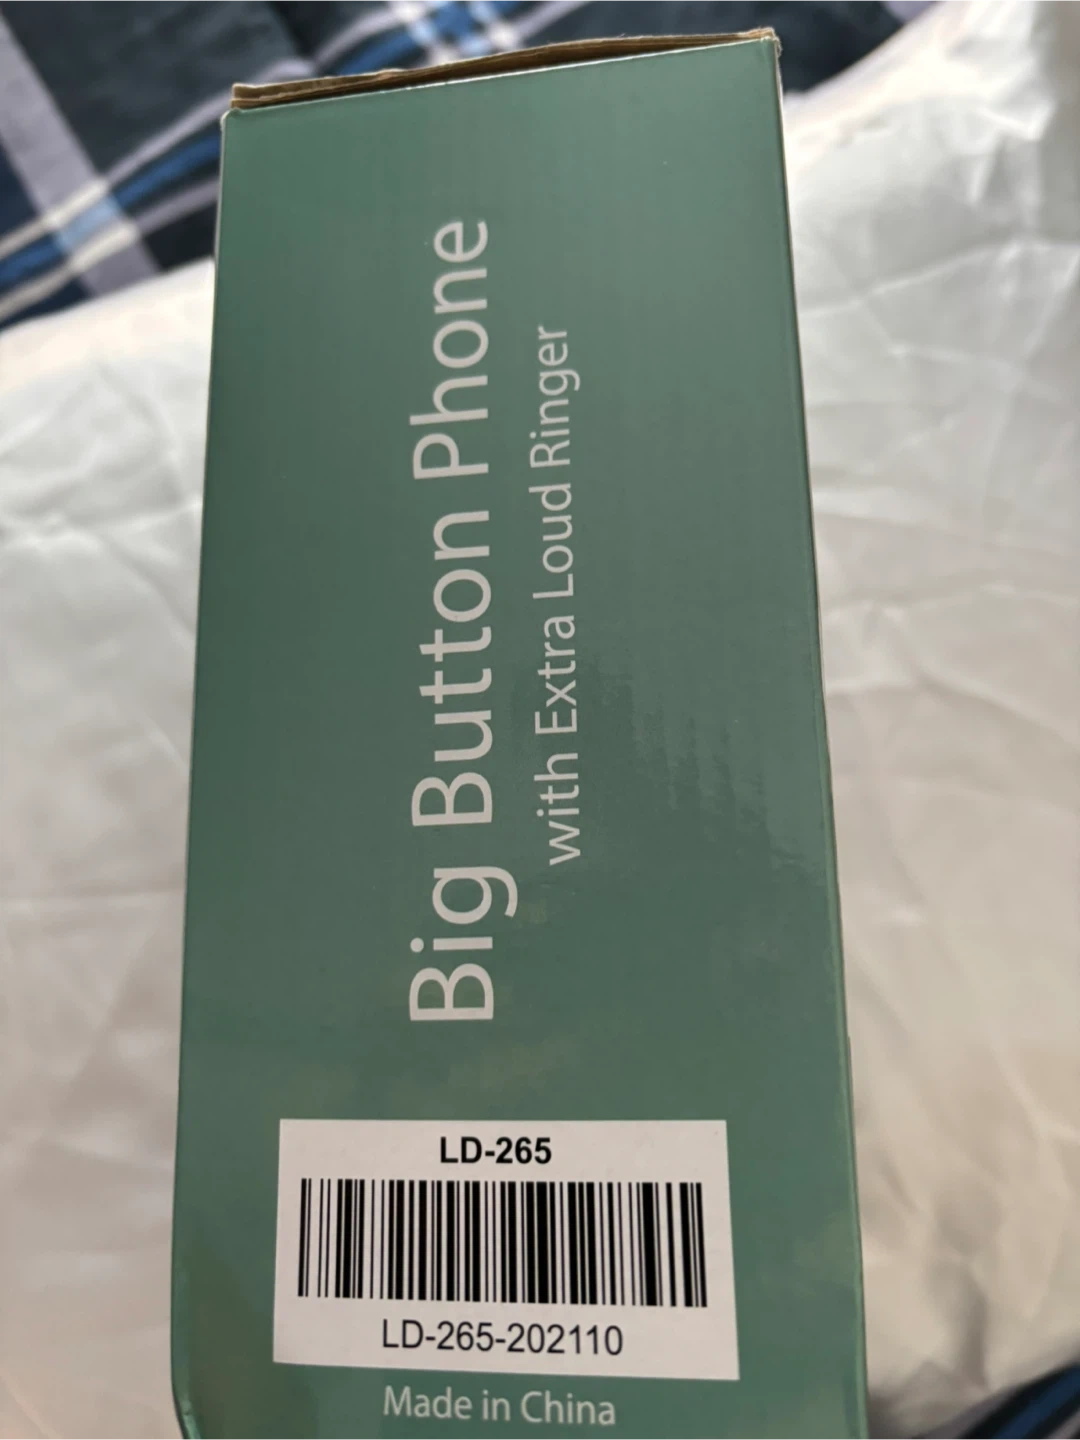 Big Button Phone
with Extra Loud Ringer
LD-265
LD-265-202110
Made in China